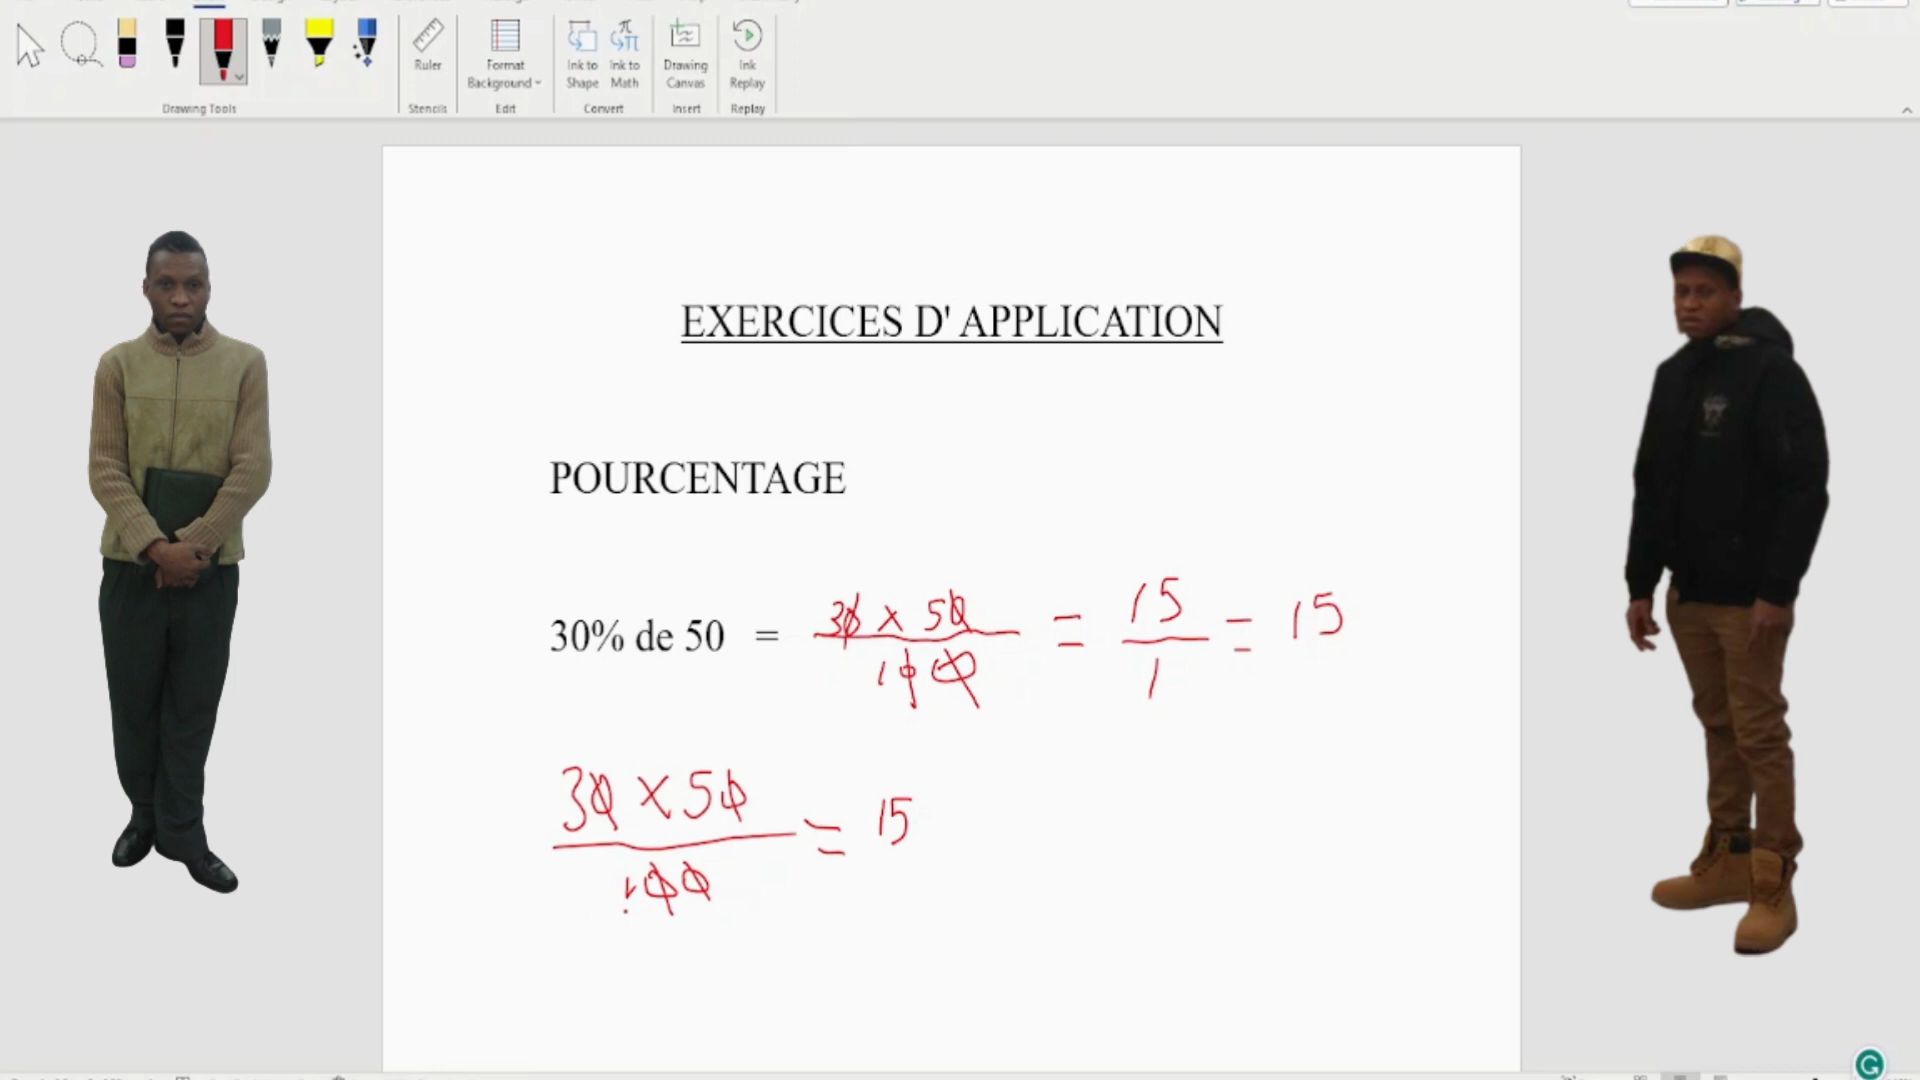 Ruler
Format Background
Ink to Shape
Ink to Math
Drawing Canvas
Ink Replay
Drawing Tools
Stencils
Edit
Convert
Insert
Replay
EXERCICES D' APPLICATION
POURCENTAGE
30% de 50 = 30 x 50 / 100 = 15 / 1 = 15
30 x 50 / 100 = 15
G